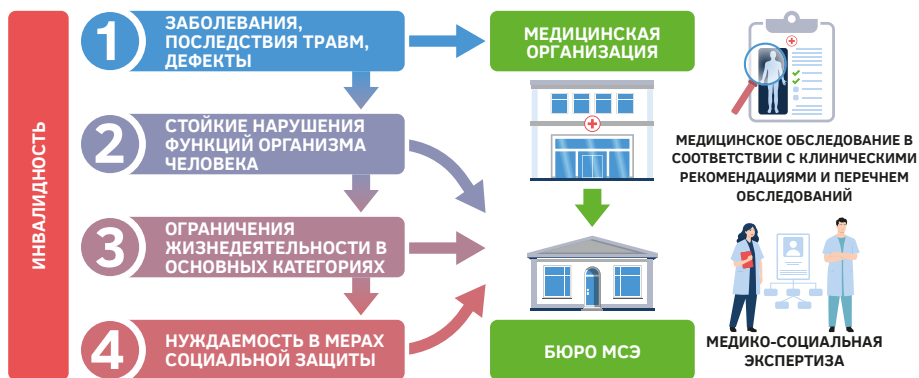 ИНВАЛИДНОСТЬ
1
ЗАБОЛЕВАНИЯ,
ПОСЛЕДСТВИЯ ТРАВМ,
ДЕФЕКТЫ
2
СТОЙКИЕ НАРУШЕНИЯ
ФУНКЦИЙ ОРГАНИЗМА
ЧЕЛОВЕКА
3
ОГРАНИЧЕНИЯ
ЖИЗНЕДЕЯТЕЛЬНОСТИ В
ОСНОВНЫХ КАТЕГОРИЯХ
4
НУЖДАЕМОСТЬ В МЕРАХ
СОЦИАЛЬНОЙ ЗАЩИТЫ
МЕДИЦИНСКАЯ
ОРГАНИЗАЦИЯ
БЮРО МСЭ
МЕДИЦИНСКОЕ ОБСЛЕДОВАНИЕ В
СООТВЕТСТВИИ С КЛИНИЧЕСКИМИ
РЕКОМЕНДАЦИЯМИ И ПЕРЕЧНЕМ
ОБСЛЕДОВАНИЙ
МЕДИКО-СОЦИАЛЬНАЯ
ЭКСПЕРТИЗА